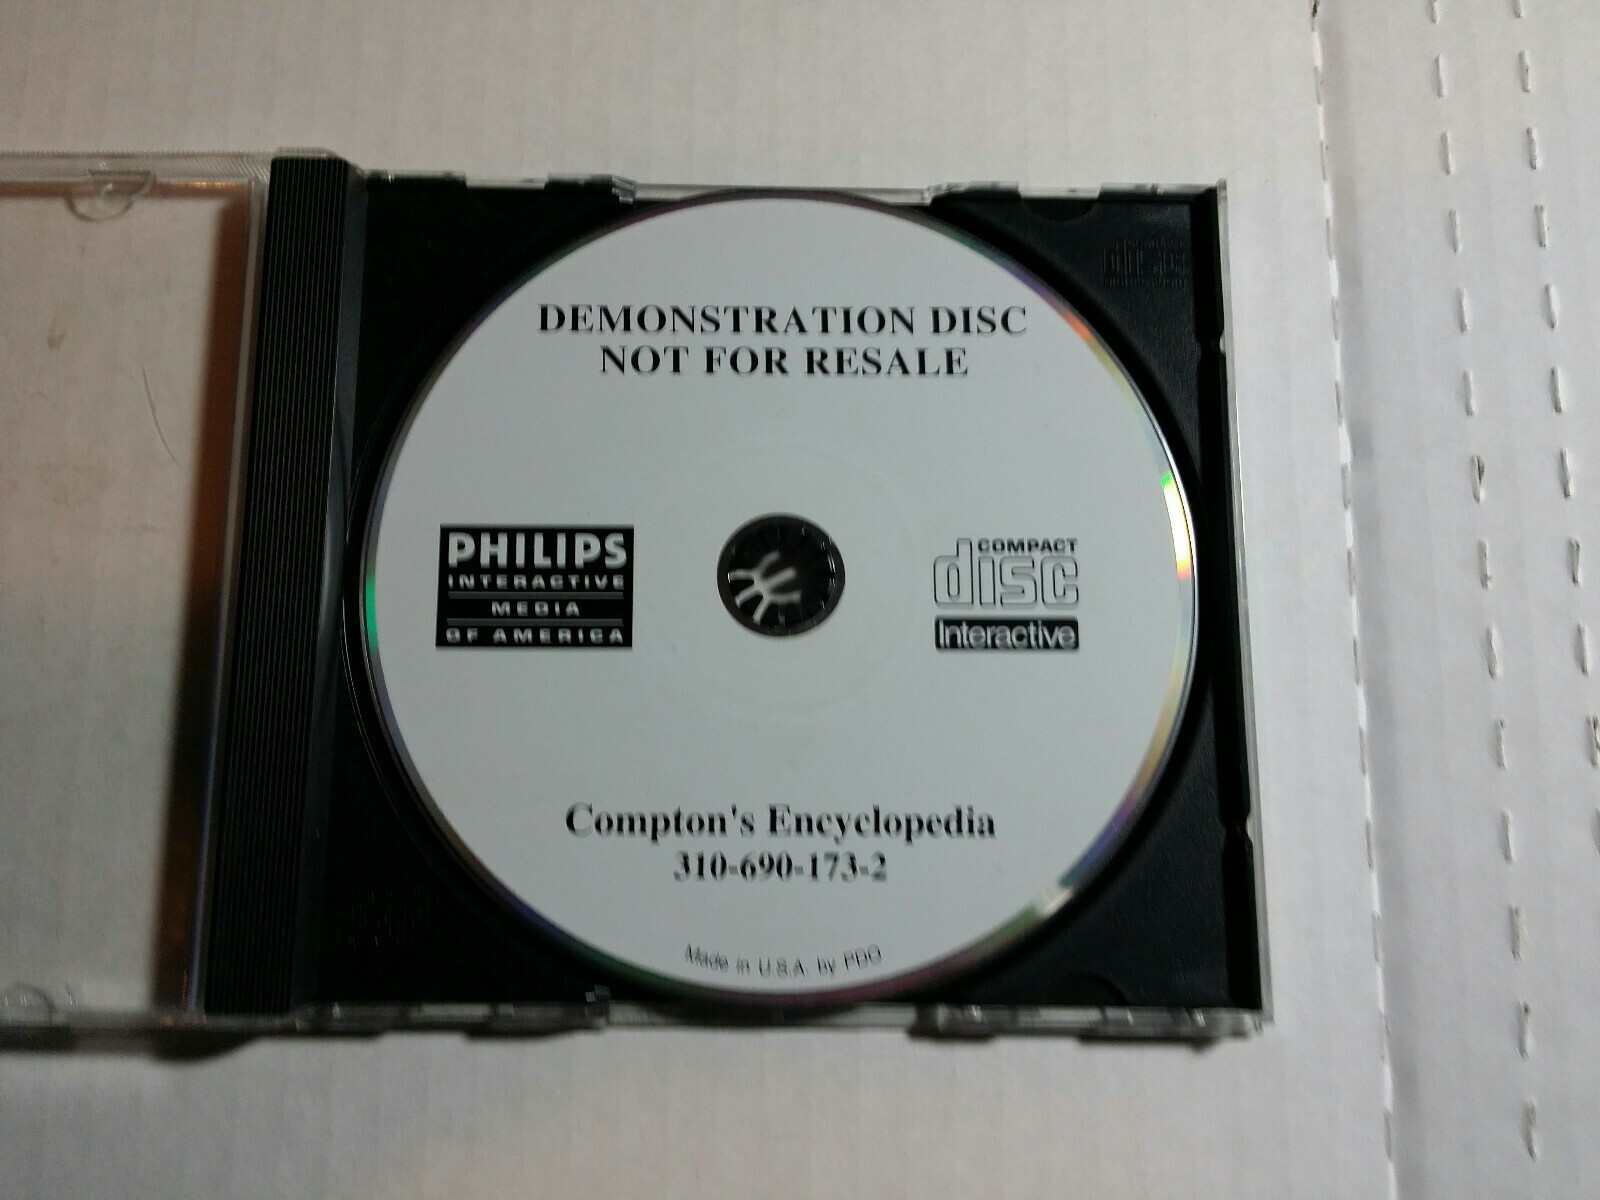 DEMONSTRATION DISC
NOT FOR RESALE
PHILIPS
INTERACTIVE
MEDIA
OF AMERICA
COMPACT
disc
Interactive
Compton's Encyclopedia
310-690-173-2
Made in U.S.A. by PDO
disc